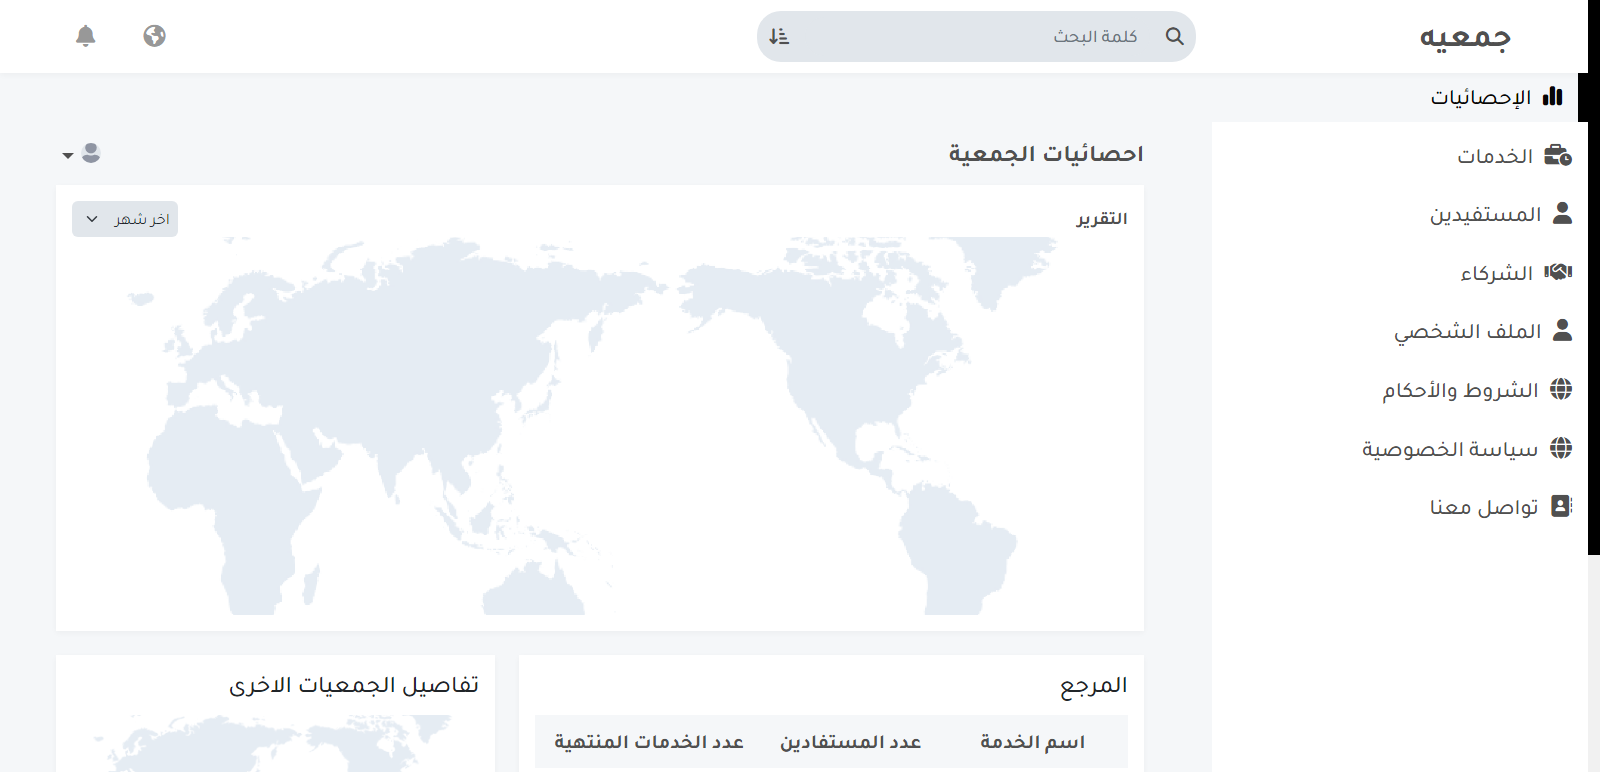 جمعيه
كلمة البحث
الإحصائيات
الخدمات
المستفيدين
الشركاء
الملف الشخصي
الشروط والأحكام
سياسة الخصوصية
تواصل معنا
احصائيات الجمعية
التقرير
اخر شهر
المرجع
اسم الخدمة عدد المستفادين عدد الخدمات المنتهية
تفاصيل الجمعيات الاخرى